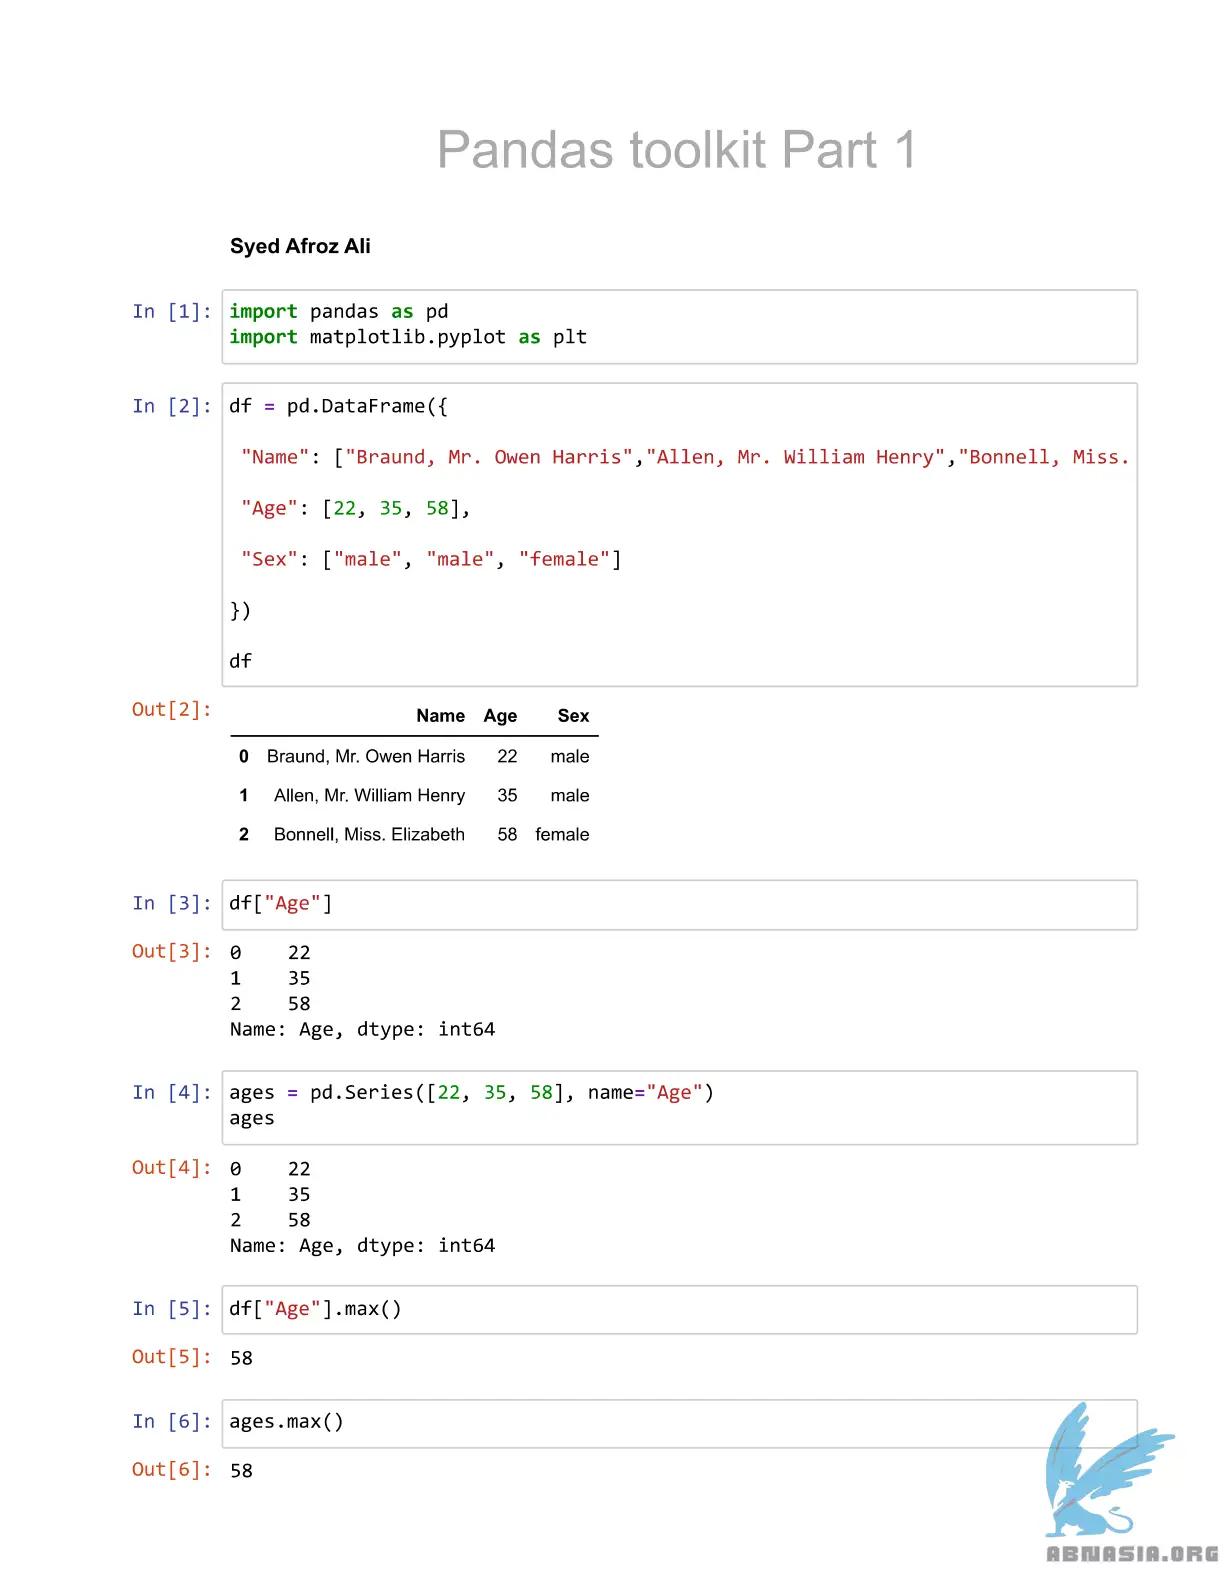 Pandas toolkit Part 1
Syed Afroz Ali
In [1]: import pandas as pd
import matplotlib.pyplot as plt
In [2]: df = pd.DataFrame({
"Name": ["Braund, Mr. Owen Harris","Allen, Mr. William Henry","Bonnell, Miss.
"Age": [22, 35, 58],
"Sex": ["male", "male", "female"]
})
df
Out[2]: Name Age Sex
0 Braund, Mr. Owen Harris 22 male
1 Allen, Mr. William Henry 35 male
2 Bonnell, Miss. Elizabeth 58 female
In [3]: df["Age"]
Out[3]: 0 22
1 35
2 58
Name: Age, dtype: int64
In [4]: ages = pd.Series([22, 35, 58], name="Age")
ages
Out[4]: 0 22
1 35
2 58
Name: Age, dtype: int64
In [5]: df["Age"].max()
Out[5]: 58
In [6]: ages.max()
Out[6]: 58
ABNASIA.ORG